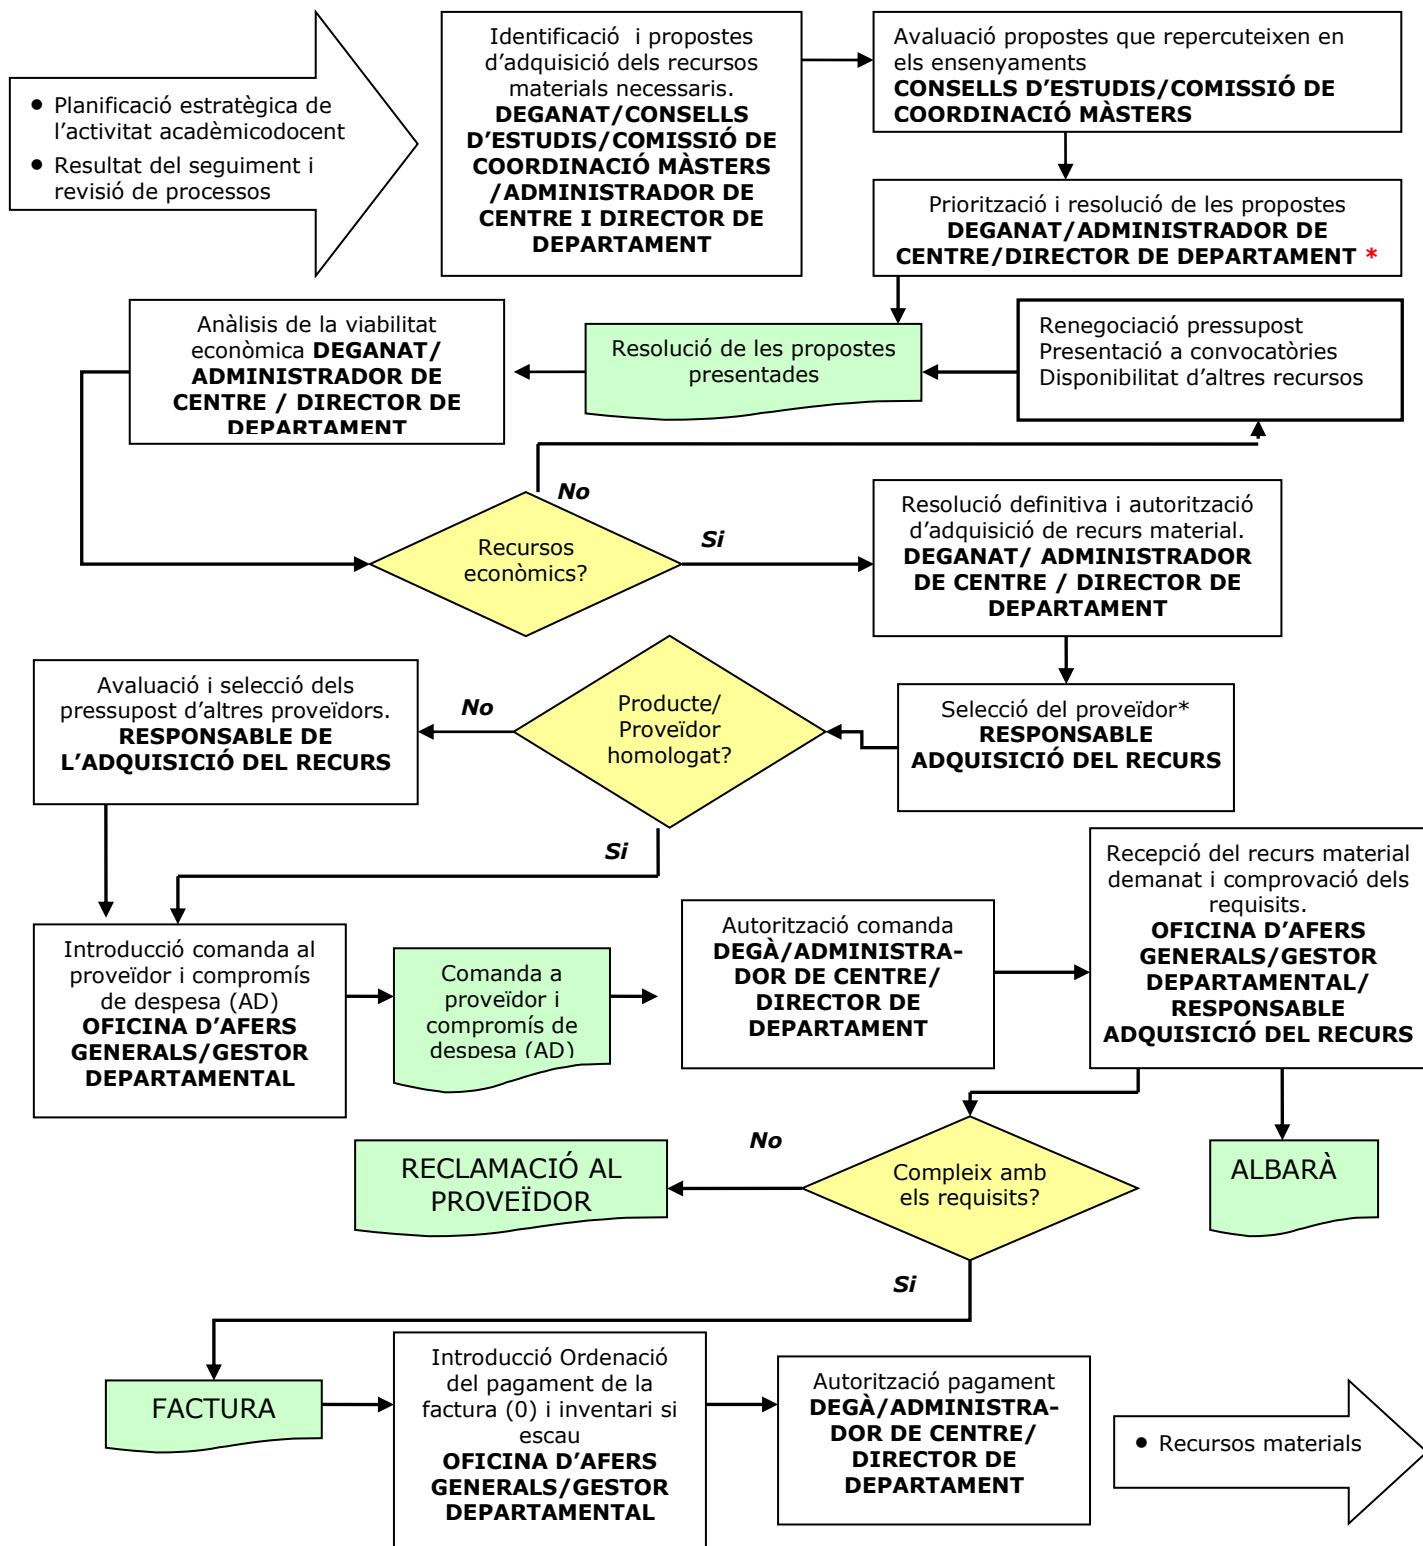 • Planificació estratègica de
l’activitat acadèmicodocent
• Resultat del seguiment i
revisió de processos
Identificació i propostes
d’adquisició dels recursos
materials necessaris.
DEGANAT/CONSELLS
D’ESTUDIS/COMISSIÓ DE
COORDINACIÓ MÀSTERS
/ADMINISTRADOR DE
CENTRE I DIRECTOR DE
DEPARTAMENT
Avaluació propostes que repercuteixen en
els ensenyaments
CONSELLS D’ESTUDIS/COMISSIÓ DE
COORDINACIÓ MÀSTERS
Priorització i resolució de les propostes
DEGANAT/ADMINISTRADOR DE
CENTRE/DIRECTOR DE DEPARTAMENT *
Anàlisis de la viabilitat
econòmica DEGANAT/
ADMINISTRADOR DE
CENTRE / DIRECTOR DE
DEPARTAMENT
Resolució de les propostes
presentades
Renegociació pressupost
Presentació a convocatòries
Disponibilitat d’altres recursos
No
Recursos
econòmics?
Si
Resolució definitiva i autorització
d’adquisició de recurs material.
DEGANAT/ ADMINISTRADOR
DE CENTRE / DIRECTOR DE
DEPARTAMENT
Avaluació i selecció dels
pressupost d’altres proveïdors.
RESPONSABLE DE
L’ADQUISICIÓ DEL RECURS
No
Producte/
Proveïdor
homologat?
Selecció del proveïdor*
RESPONSABLE
ADQUISICIÓ DEL RECURS
Si
Introducció comanda al
proveïdor i compromís
de despesa (AD)
OFICINA D’AFERS
GENERALS/GESTOR
DEPARTAMENTAL
Comanda a
proveïdor i
compromís de
despesa (AD)
Autorització comanda
DEGÀ/ADMINISTRA-
DOR DE CENTRE/
DIRECTOR DE
DEPARTAMENT
Recepció del recurs material
demanat i comprovació dels
requisits.
OFICINA D’AFERS
GENERALS/GESTOR
DEPARTAMENTAL/
RESPONSABLE
ADQUISICIÓ DEL RECURS
RECLAMACIÓ AL
PROVEÏDOR
No
Compleix amb
els requisits?
ALBARÀ
Si
FACTURA
Introducció Ordenació
del pagament de la
factura (0) i inventari si
escau
OFICINA D’AFERS
GENERALS/GESTOR
DEPARTAMENTAL
Autorització pagament
DEGÀ/ADMINISTRA-
DOR DE CENTRE/
DIRECTOR DE
DEPARTAMENT
• Recursos materials